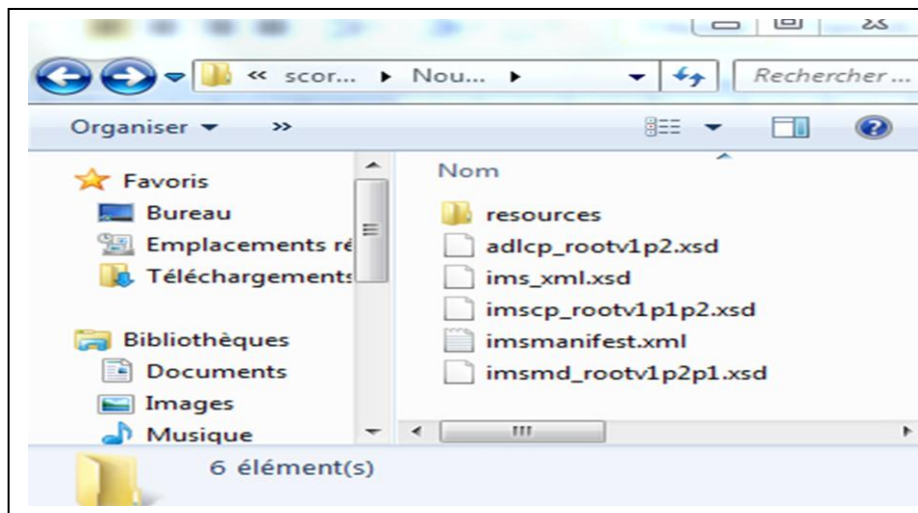 « scor... ▸ Nou... ▸ Rechercher ...
Organiser »
Favoris
Bureau
Emplacements ré
Téléchargements
Bibliothèques
Documents
Images
Musique
Nom
resources
adlcp_rootv1p2.xsd
ims_xml.xsd
imscp_rootv1p1p2.xsd
imsmanifest.xml
imsmd_rootv1p2p1.xsd
6 élément(s)